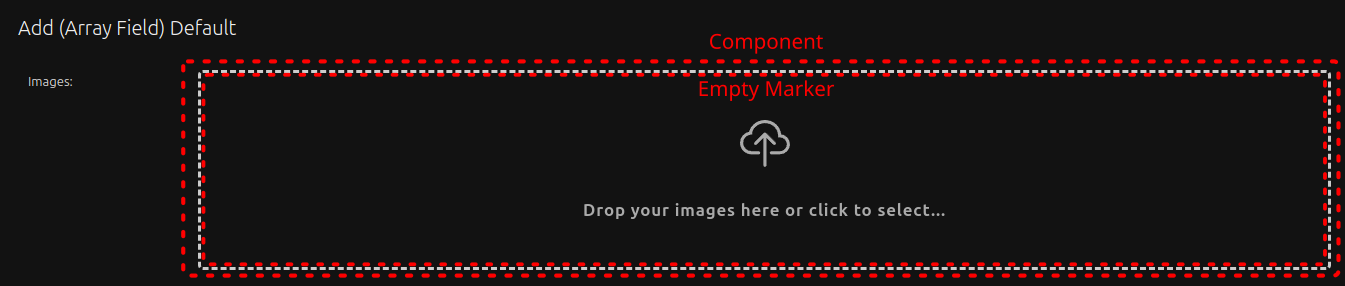 Add (Array Field) Default
Component
Images:
Empty Marker
Drop your images here or click to select...